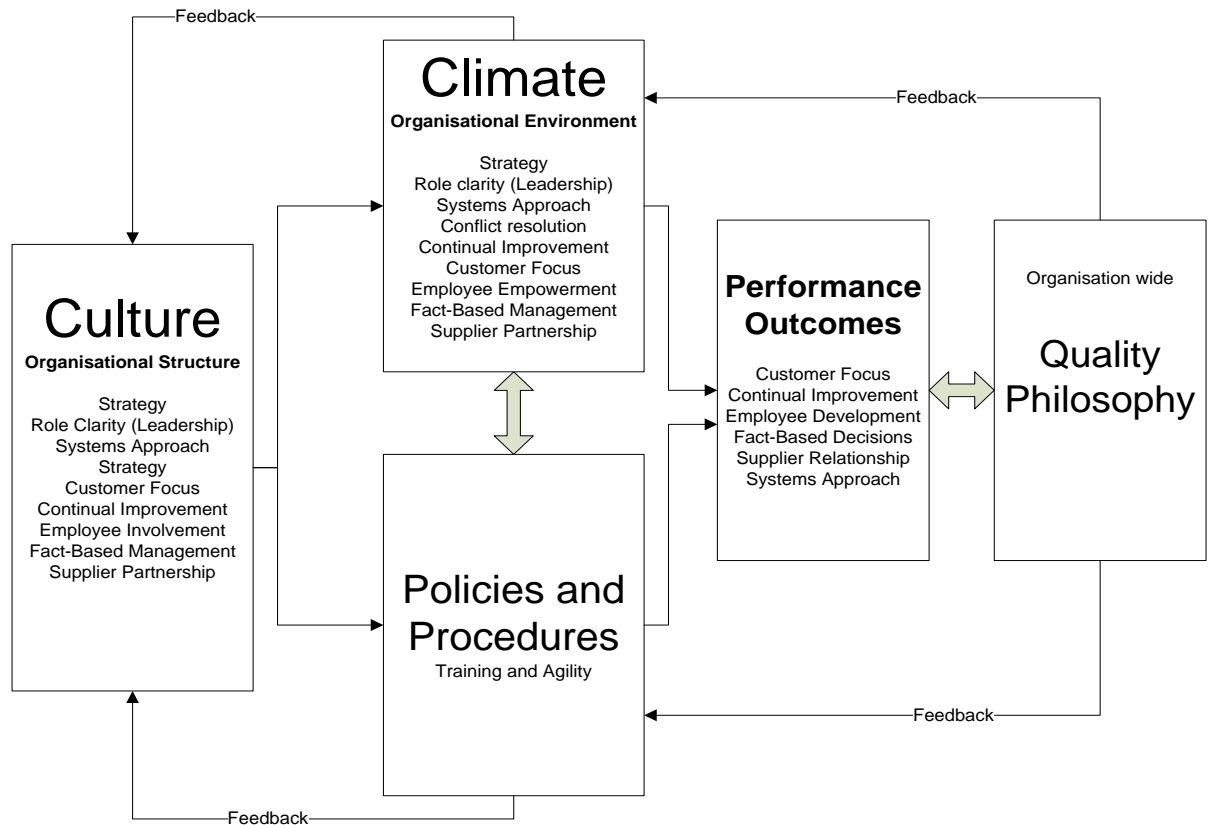 Feedback
Climate
Organisational Environment
Strategy
Role clarity (Leadership)
Systems Approach
Conflict resolution
Continual Improvement
Customer Focus
Employee Empowerment
Fact-Based Management
Supplier Partnership
Feedback
Culture
Organisational Structure
Strategy
Role Clarity (Leadership)
Systems Approach
Strategy
Customer Focus
Continual Improvement
Employee Involvement
Fact-Based Management
Supplier Partnership
Performance
Outcomes
Customer Focus
Continual Improvement
Employee Development
Fact-Based Decisions
Supplier Relationship
Systems Approach
Organisation wide
Quality
Philosophy
Policies and
Procedures
Training and Agility
Feedback
Feedback